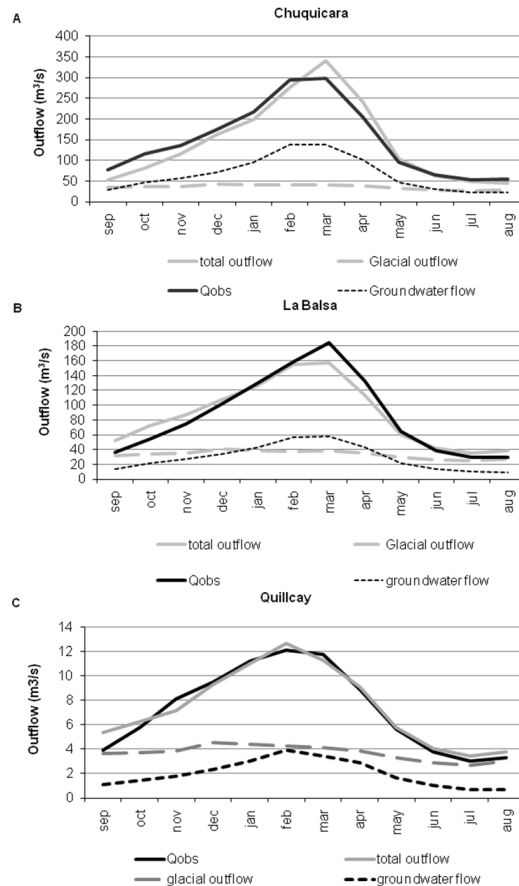 A
Chuquicara
Outflow (m³/s)
400
350
300
250
200
150
100
50
0
sep
oct
nov
dec
jan
feb
mar
apr
may
jun
jul
aug
total outflow
Glacial outflow
Qobs
Groundwater flow
B
La Balsa
Outflow (m³/s)
200
180
160
140
120
100
80
60
40
20
0
sep
oct
nov
dec
jan
feb
mar
apr
may
jun
jul
aug
total outflow
Glacial outflow
Qobs
groundwater flow
C
Quillcay
Outflow (m3/s)
14
12
10
8
6
4
2
0
sep
oct
nov
dec
jan
feb
mar
apr
may
jun
jul
aug
Qobs
total outflow
glacial outflow
groundwater flow